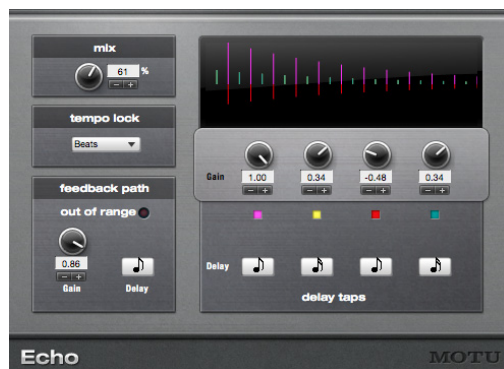 mix
61 %
- +
tempo lock
Beats
feedback path
out of range
0.86
- +
Gain Delay
Gain 1.00 0.34 -0.48 0.34
- + - + - + - +
Delay
delay taps
Echo
MOTU